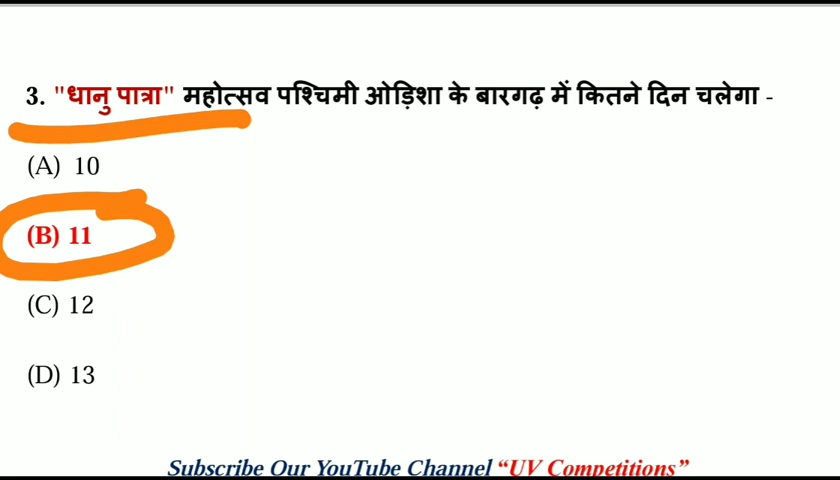 3. "धानु पात्रा" महोत्सव पश्चिमी ओड़िशा के बारगढ़ में कितने दिन चलेगा -
(A) 10
(B) 11
(C) 12
(D) 13
Subscribe Our YouTube Channel “UV Competitions”